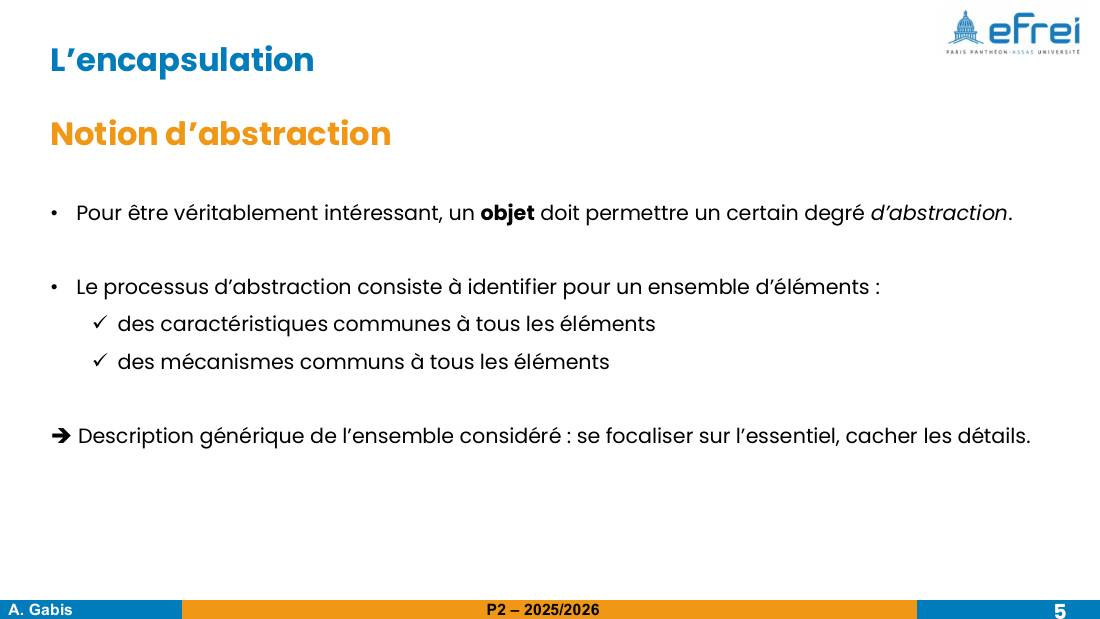 efrei
PARIS PANTHÉON-ASSAS UNIVERSITÉ
L’encapsulation
Notion d’abstraction
• Pour être véritablement intéressant, un objet doit permettre un certain degré d’abstraction.
• Le processus d’abstraction consiste à identifier pour un ensemble d’éléments :
✓ des caractéristiques communes à tous les éléments
✓ des mécanismes communs à tous les éléments
➔ Description générique de l’ensemble considéré : se focaliser sur l’essentiel, cacher les détails.
A. Gabis
P2 – 2025/2026
5